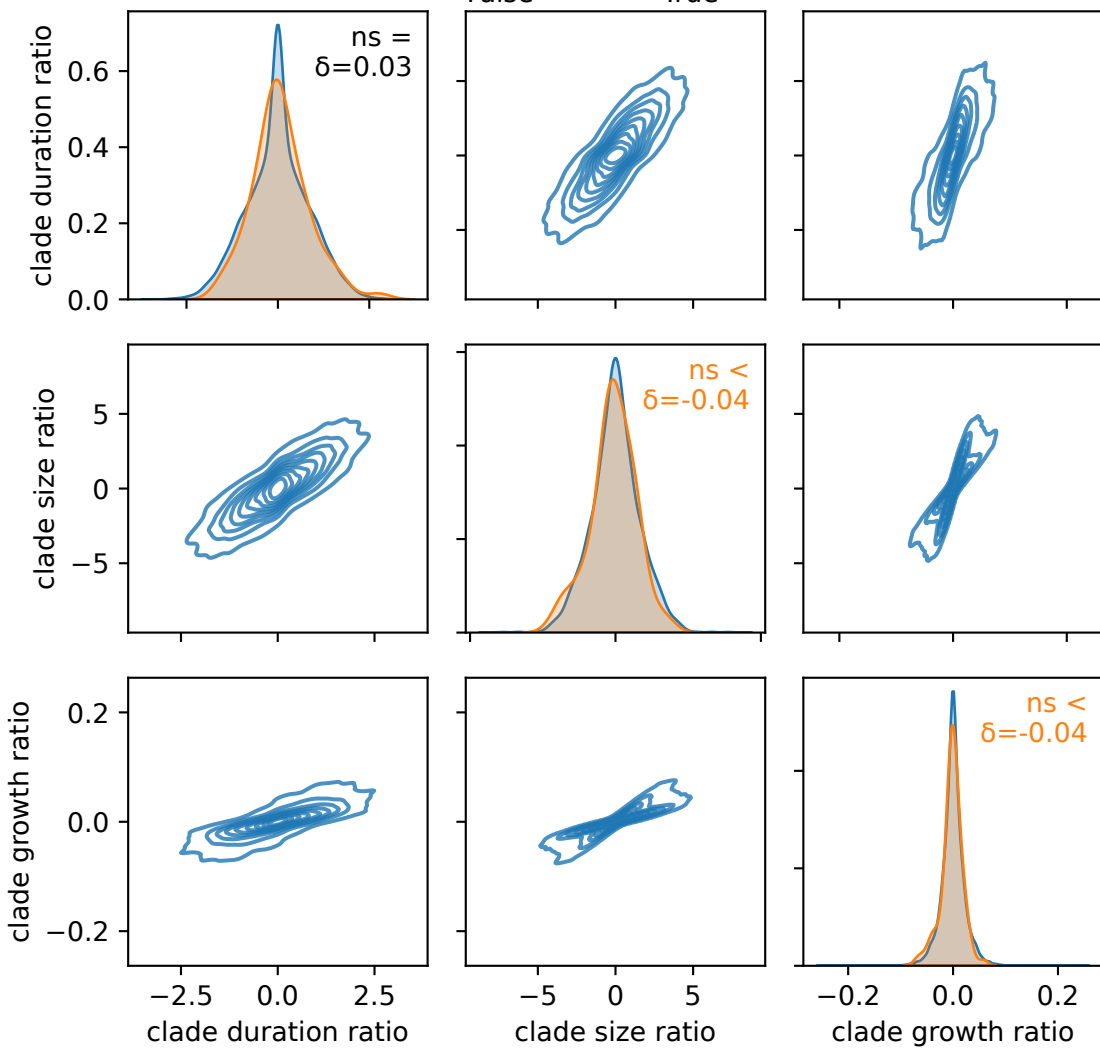 clade duration ratio
0.6
0.4
0.2
0.0
ns =
δ=0.03
clade size ratio
5
0
−5
ns <
δ=-0.04
clade growth ratio
0.2
0.0
−0.2
ns <
δ=-0.04
−2.5 0.0 2.5
−5 0 5
−0.2 0.0 0.2
clade duration ratio
clade size ratio
clade growth ratio